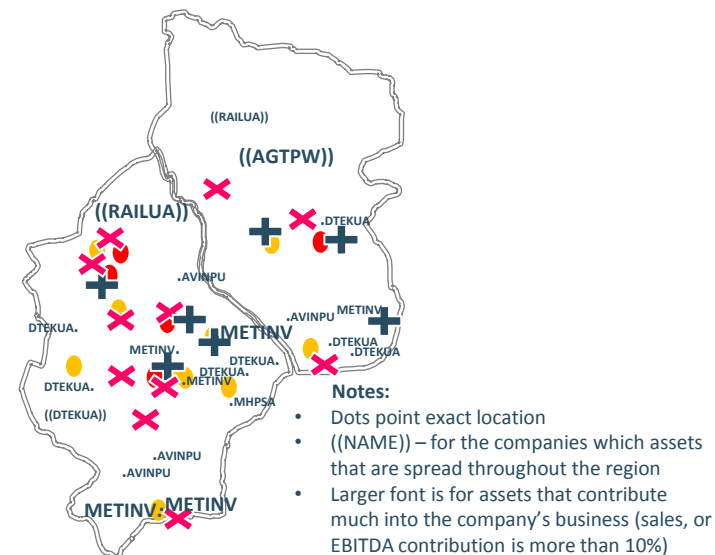 ((RAILUA))
((AGTPW))
((RAILUA))
.DTEKUA
.AVINPU
.AVINPU
METINV
DTEKUA.
.METINV
.DTEKUA
METINV.
.DTEKUA
DTEKUA.
DTEKUA.
.METINV
DTEKUA.
.MHPSA
((DTEKUA))
.AVINPU
.AVINPU
METINV.
.METINV
Notes:
• Dots point exact location
• ((NAME)) – for the companies which assets
that are spread throughout the region
• Larger font is for assets that contribute
much into the company's business (sales, or
EBITDA contribution is more than 10%)